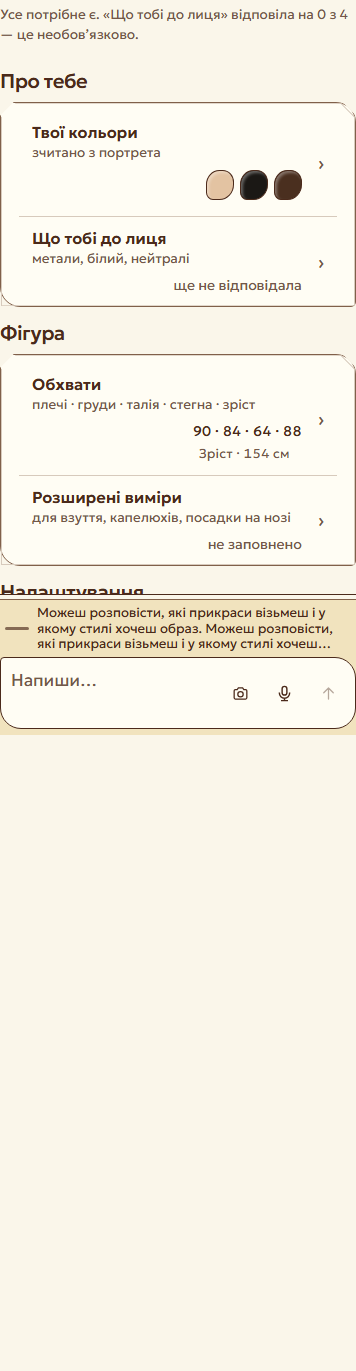 Усе потрібне є. «Що тобі до лиця» відповіла на 0 з 4
— це необов’язково.
Про тебе
Твої кольори
зчитано з портрета
›
Що тобі до лиця
метали, білий, нейтралі
›
ще не відповідала
Фігура
Обхвати
плечі · груди · талія · стегна · зріст
›
90 · 84 · 64 · 88
Зріст · 154 см
Розширені виміри
для взуття, капелюхів, посадки на нозі
›
не заповнено
Налаштування
Можеш розповісти, які прикраси візьмеш і у
якому стилі хочеш образ. Можеш розповісти,
які прикраси візьмеш і у якому стилі хочеш…
Напиши…